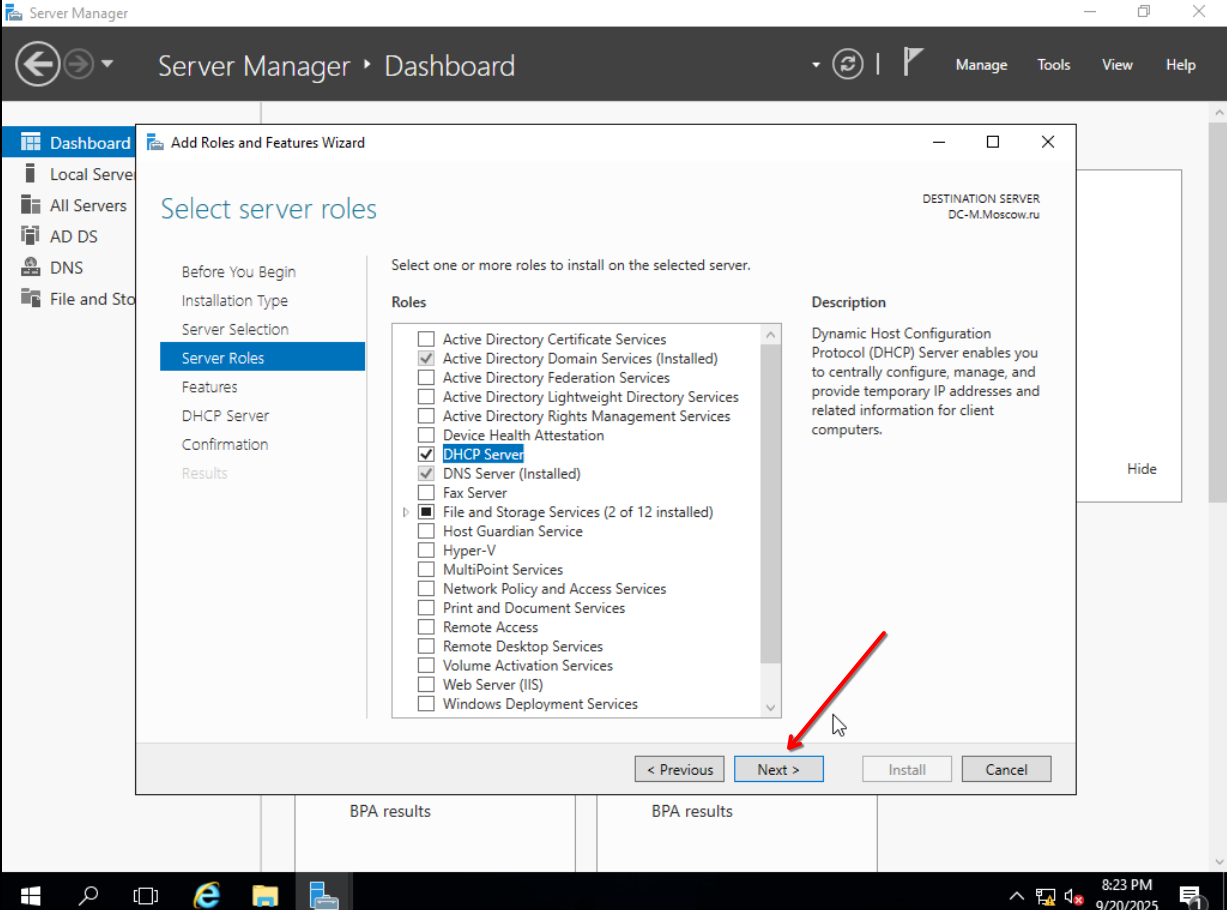 Server Manager
Server Manager ‣ Dashboard
Manage Tools View Help
Dashboard
Local Server
All Servers
AD DS
DNS
File and Sto
Add Roles and Features Wizard
Select server roles
DESTINATION SERVER
DC-M.Moscow.ru
Before You Begin
Installation Type
Server Selection
Server Roles
Features
DHCP Server
Confirmation
Results
Select one or more roles to install on the selected server.
Roles
Active Directory Certificate Services
Active Directory Domain Services (Installed)
Active Directory Federation Services
Active Directory Lightweight Directory Services
Active Directory Rights Management Services
Device Health Attestation
DHCP Server
DNS Server (Installed)
Fax Server
File and Storage Services (2 of 12 installed)
Host Guardian Service
Hyper-V
MultiPoint Services
Network Policy and Access Services
Print and Document Services
Remote Access
Remote Desktop Services
Volume Activation Services
Web Server (IIS)
Windows Deployment Services
Description
Dynamic Host Configuration
Protocol (DHCP) Server enables you
to centrally configure, manage, and
provide temporary IP addresses and
related information for client
computers.
Hide
< Previous
Next >
Install
Cancel
BPA results
BPA results
8:23 PM
9/20/2025
1